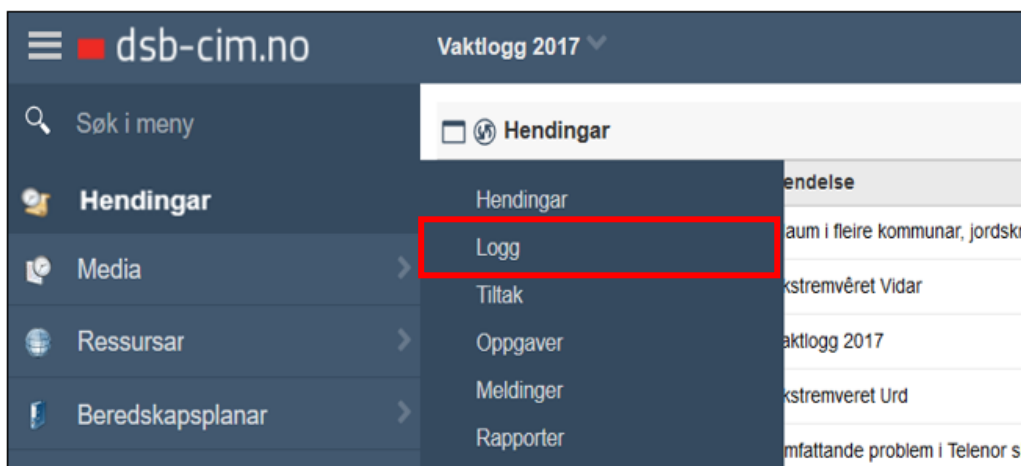 dsb-cim.no
Vaktlogg 2017
Søk i meny
Hendingar
Media
Ressursar
Beredskapsplanar
Hendingar
Hendingar
Logg
Tiltak
Oppgaver
Meldinger
Rapporter
endelse
aum i fleire kommunar, jordskr
kstremvêret Vidar
aktlogg 2017
kstremveret Urd
mfattande problem i Telenor s